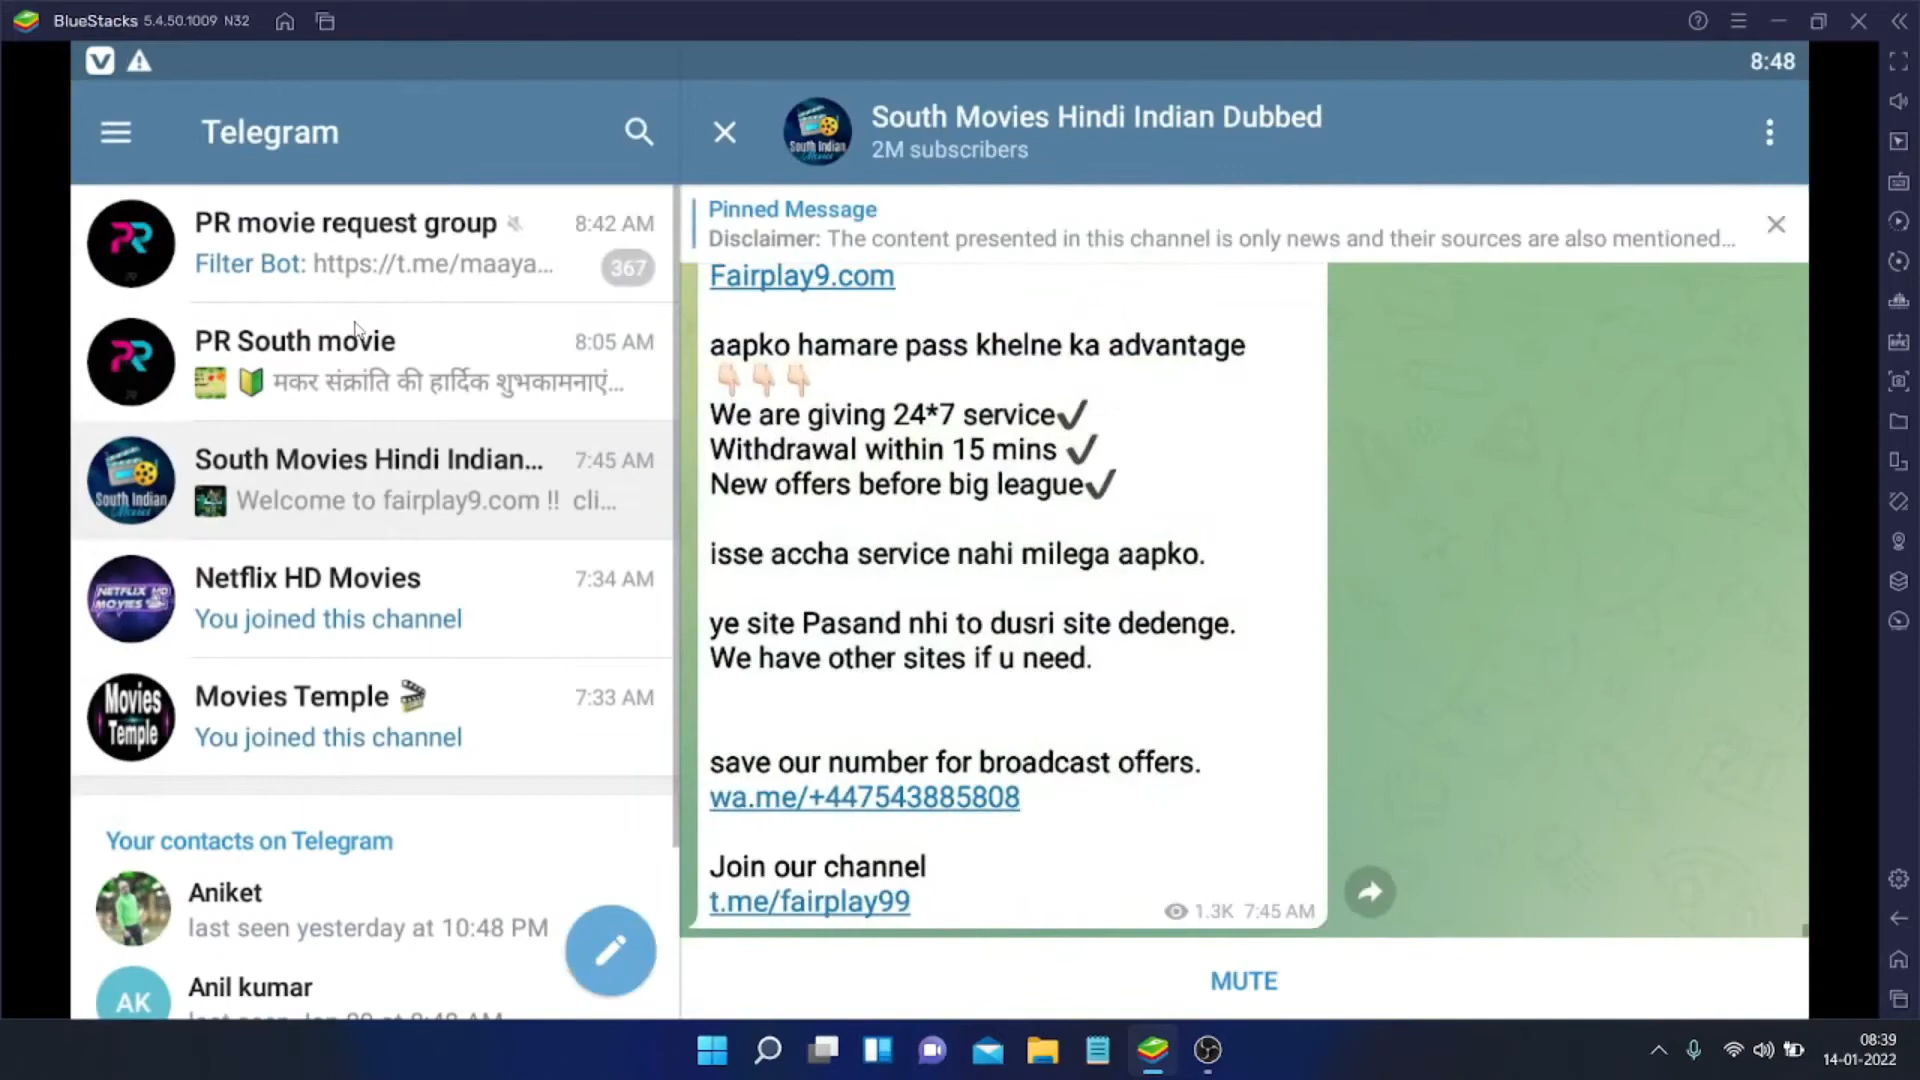 BlueStacks 5.4.50.1009 N32
8:48
Telegram
PR movie request group 8:42 AM
Filter Bot: https://t.me/maaya... 367
PR South movie 8:05 AM
🔰 मकर संक्रांति की हार्दिक शुभकामनाएं...
South Movies Hindi Indian... 7:45 AM
Welcome to fairplay9.com !! cli...
Netflix HD Movies 7:34 AM
You joined this channel
Movies Temple 🎬 7:33 AM
You joined this channel
Your contacts on Telegram
Aniket
last seen yesterday at 10:48 PM
AK
Anil kumar
South Movies Hindi Indian Dubbed
2M subscribers
Pinned Message
Disclaimer: The content presented in this channel is only news and their sources are also mentioned...
Fairplay9.com
aapko hamare pass khelne ka advantage
👇🏻👇🏻👇🏻
We are giving 24*7 service✔
Withdrawal within 15 mins ✔
New offers before big league✔
isse accha service nahi milega aapko.
ye site Pasand nhi to dusri site dedenge.
We have other sites if u need.
save our number for broadcast offers.
wa.me/+447543885808
Join our channel
t.me/fairplay99
1.3K 7:45 AM
MUTE
08:39
14-01-2022